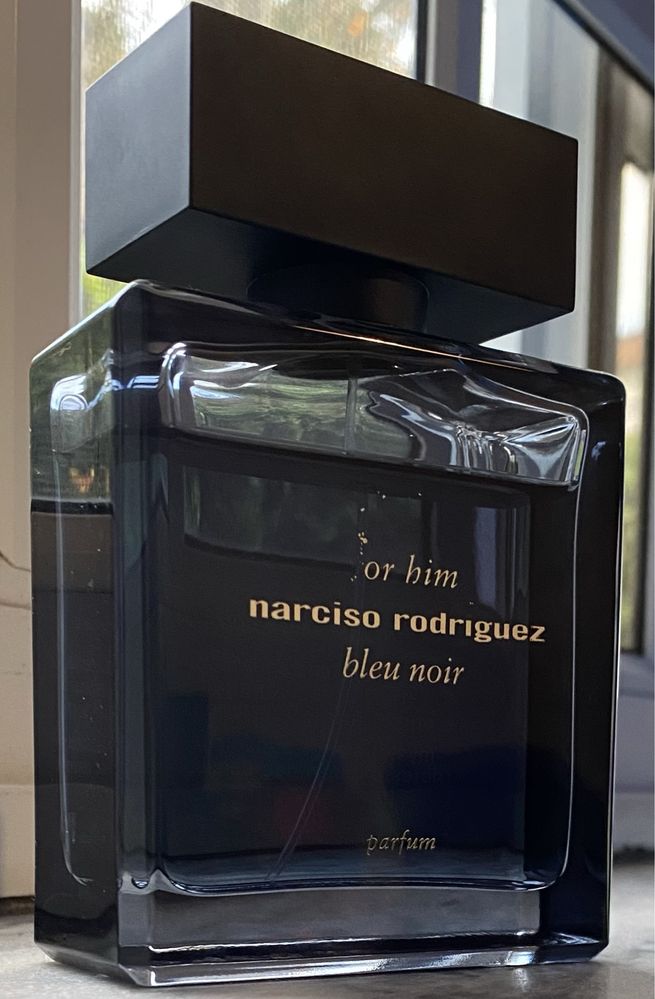 or him
narciso rodriguez
bleu noir
parfum